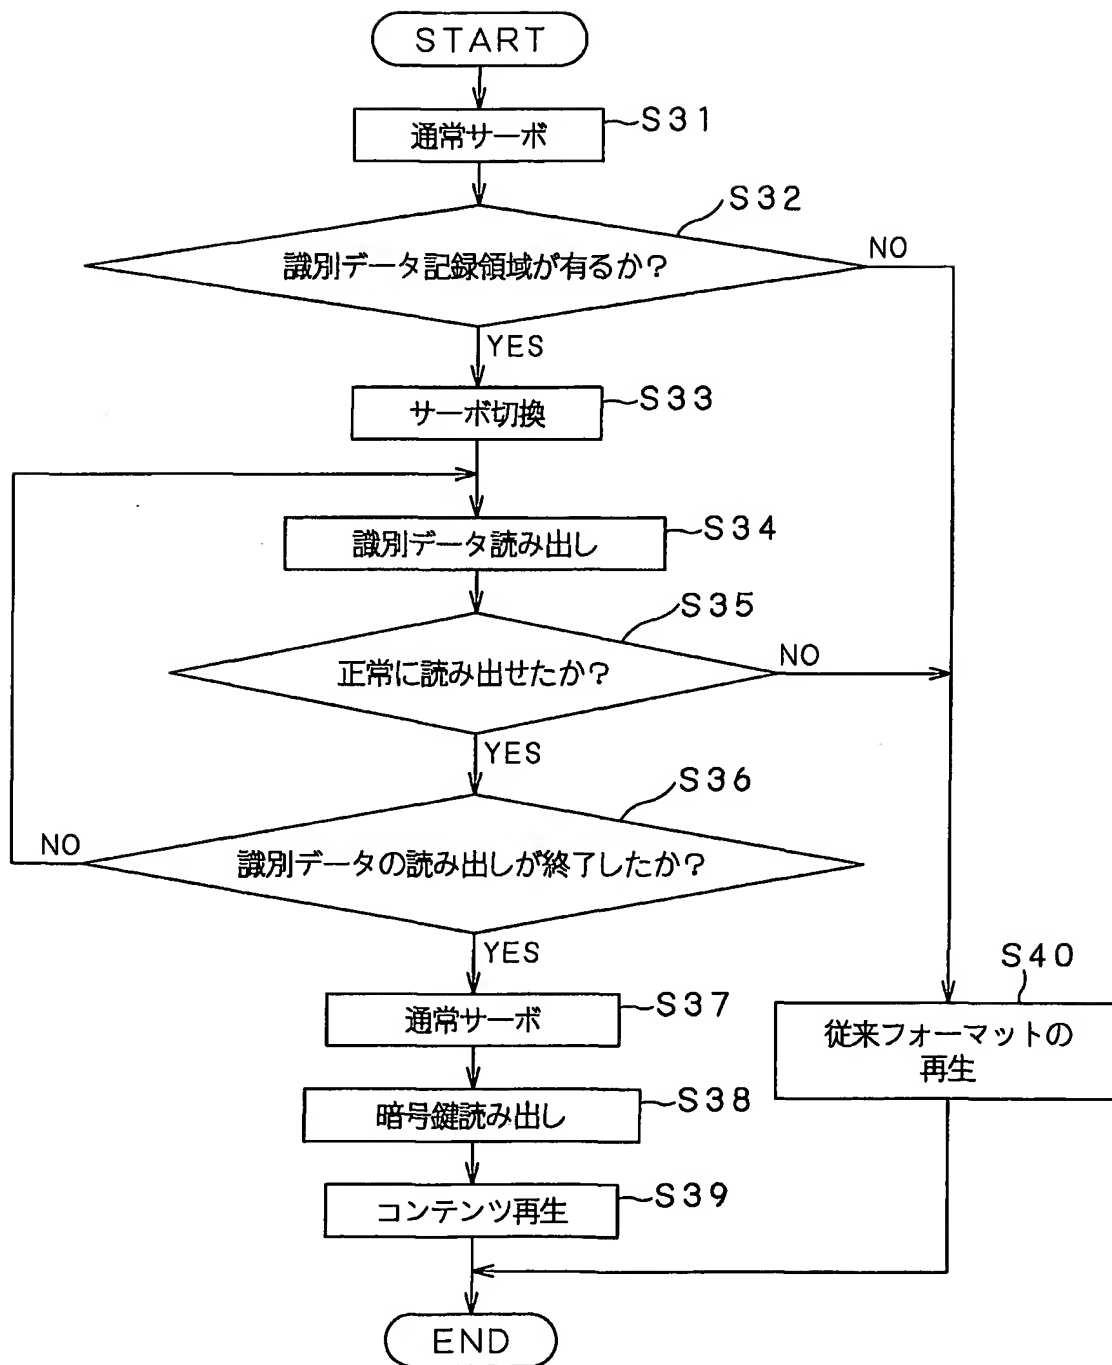 START
通常サーボ
S31
識別データ記録領域が有るか？
S32
NO
YES
サーボ切換
S33
識別データ読み出し
S34
正常に読み出せたか？
S35
NO
YES
識別データの読み出しが終了したか？
S36
NO
YES
通常サーボ
S37
暗号鍵読み出し
S38
コンテンツ再生
S39
従来フォーマットの
再生
S40
END